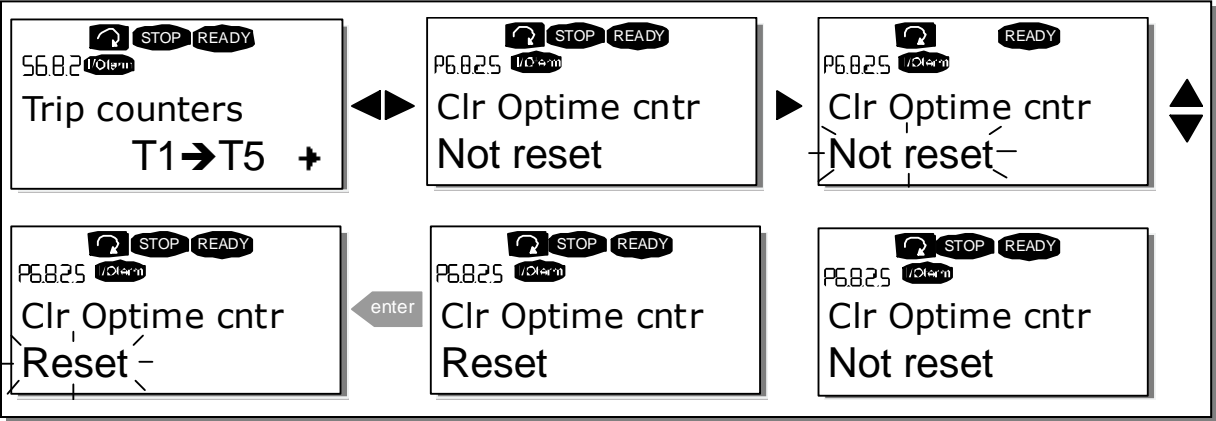 STOP READY
S6.8.2 I/Oterm
Trip counters
T1→T5
STOP READY
P6.8.2.5 I/Oterm
Clr Optime cntr
Not reset
READY
P6.8.2.5 I/Oterm
Clr Optime cntr
Not reset
STOP READY
P6.8.2.5 I/Oterm
Clr Optime cntr
Reset
enter
STOP READY
P6.8.2.5 I/Oterm
Clr Optime cntr
Reset
STOP READY
P6.8.2.5 I/Oterm
Clr Optime cntr
Not reset